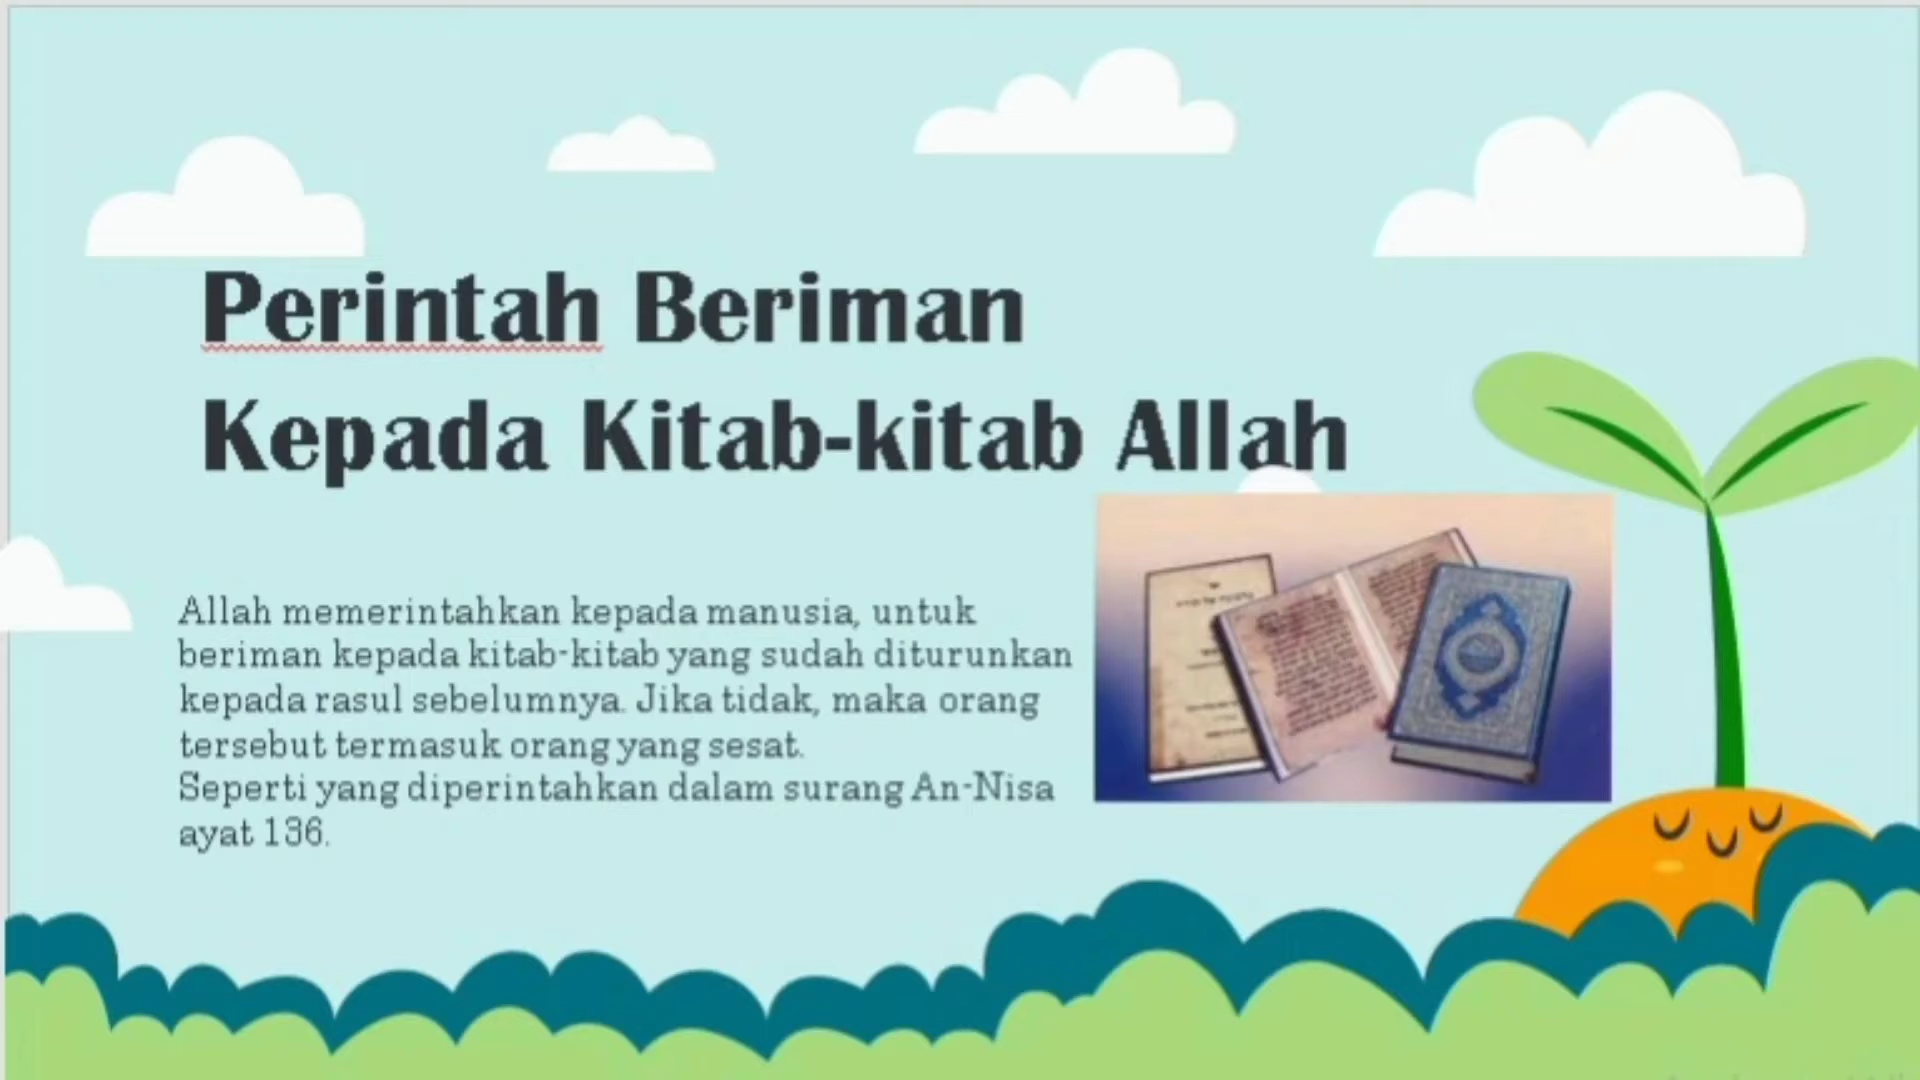 Perintah Beriman
Kepada Kitab-kitab Allah
Allah memerintahkan kepada manusia, untuk
beriman kepada kitab-kitab yang sudah diturunkan
kepada rasul sebelumnya. Jika tidak, maka orang
tersebut termasuk orang yang sesat.
Seperti yang diperintahkan dalam surang An-Nisa
ayat 136.